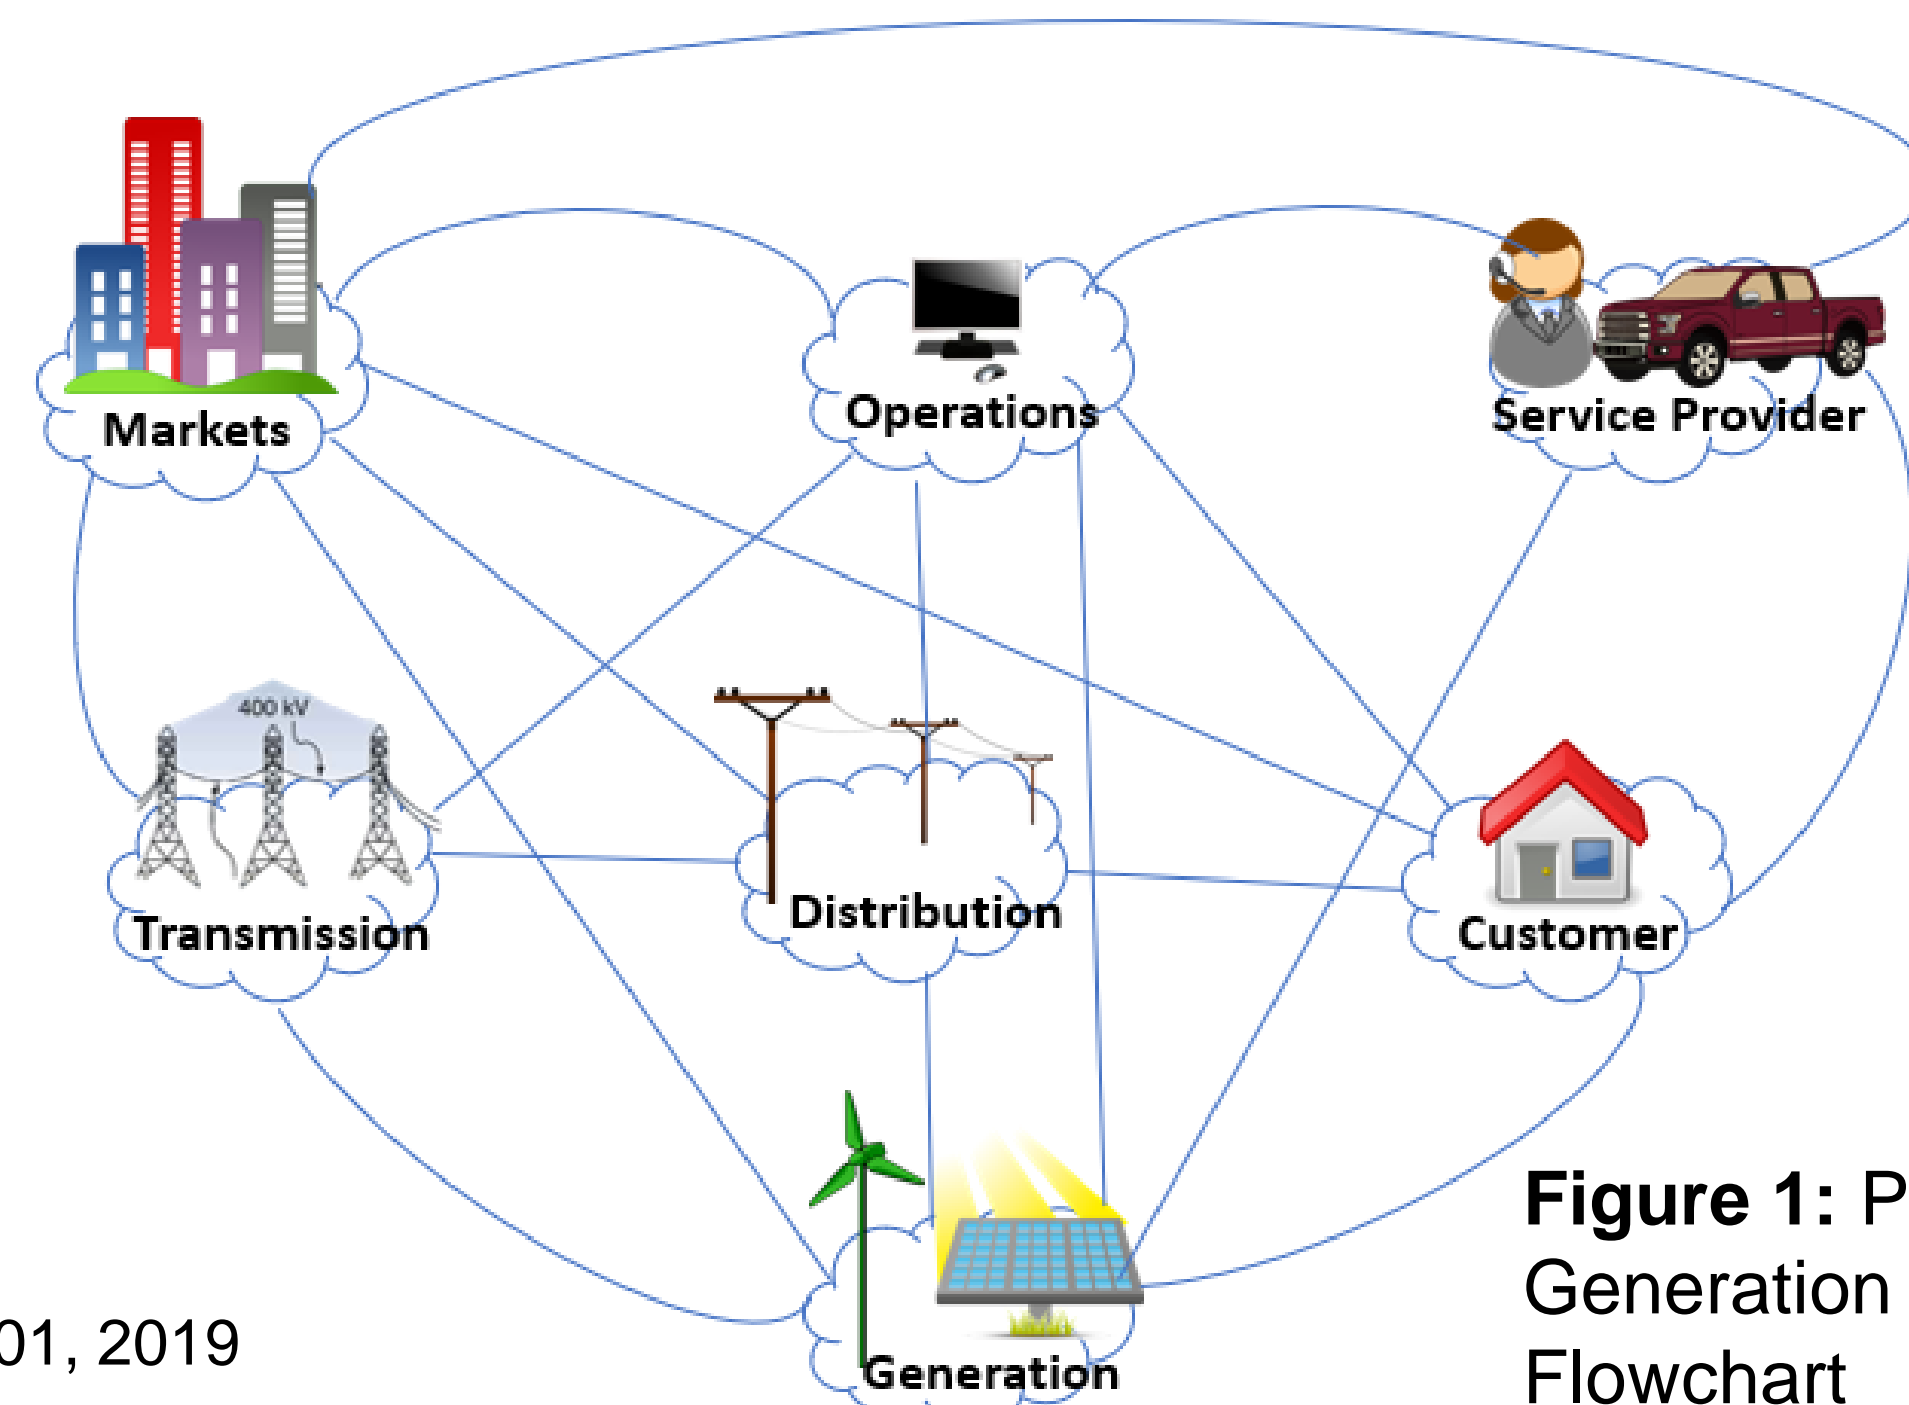 Markets
Operations
Service Provider
400 kV
Transmission
Distribution
Customer
Generation
01, 2019
Figure 1: P
Generation
Flowchart